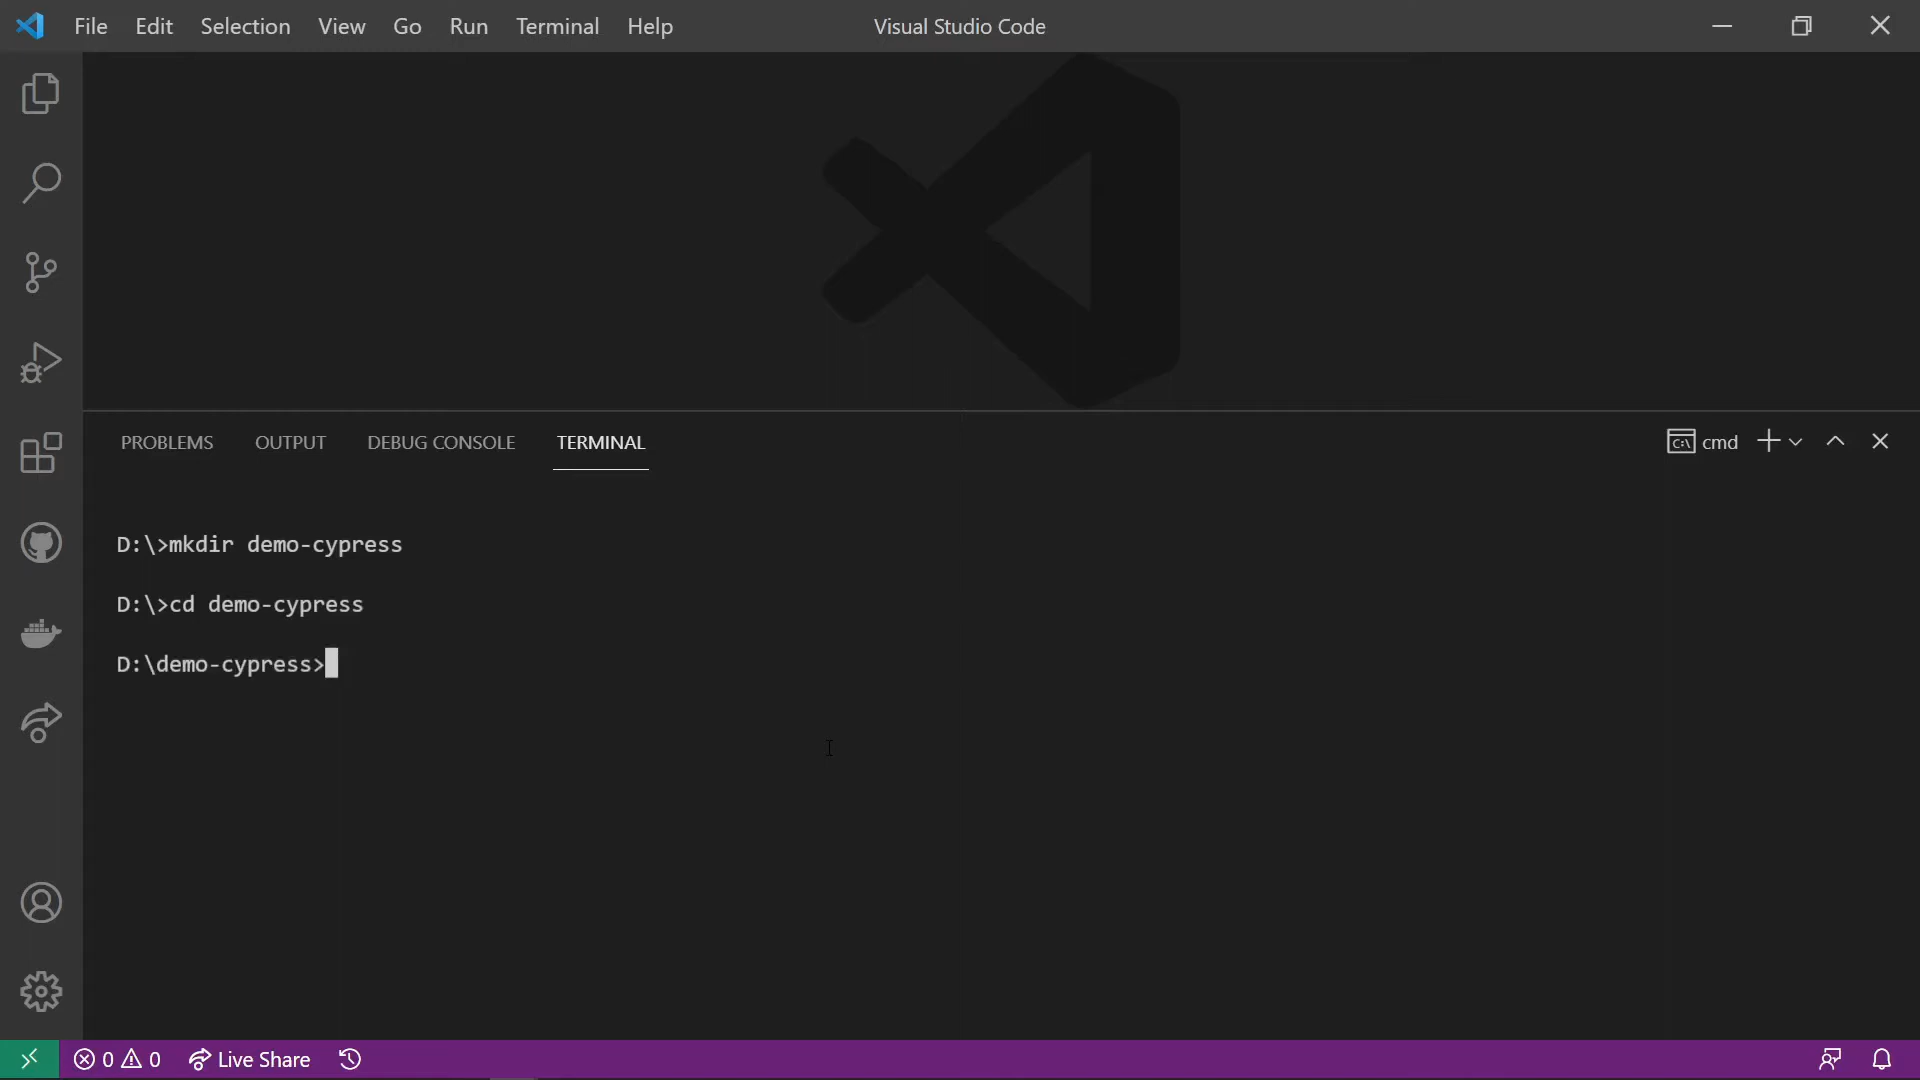 File Edit Selection View Go Run Terminal Help Visual Studio Code
PROBLEMS OUTPUT DEBUG CONSOLE TERMINAL cmd
D:\>mkdir demo-cypress
D:\>cd demo-cypress
D:\demo-cypress>
0 0 Live Share